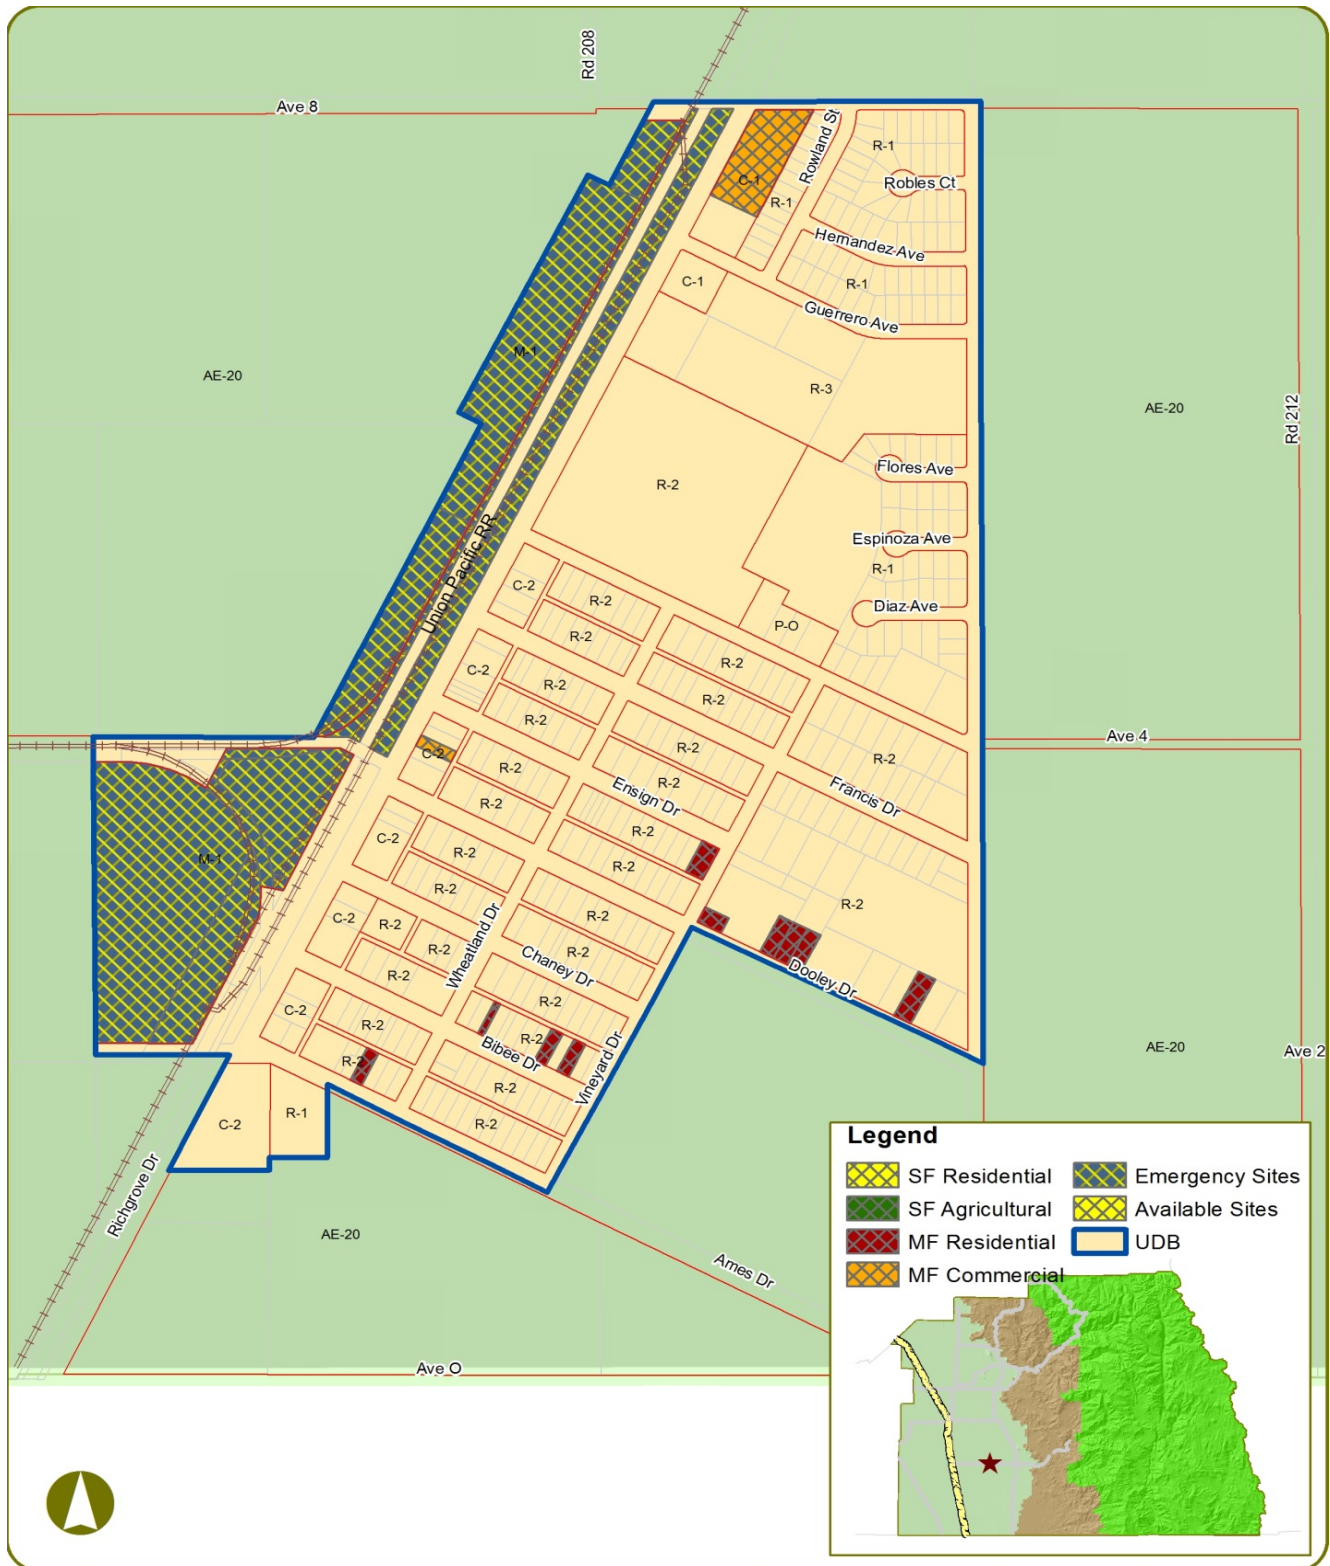 Rd 208
Ave 8
Rowland St
R-1
Robles Ct
C-1
R-1
Hernandez Ave
C-1
R-1
Guerrero Ave
M-1
AE-20
R-3
AE-20
Rd 212
Flores Ave
R-2
Union Pacific RR
Espinoza Ave
R-1
C-2
R-2
Diaz Ave
R-2
P-O
R-2
C-2
R-2
R-2
R-2
R-2
Ave 4
C-2
R-2
R-2
R-2
Ensign Dr
Francis Dr
R-2
R-2
C-2
R-2
M-1
R-2
R-2
R-2
C-2
R-2
R-2
R-2
Wheatland Dr
R-2
R-2
Chaney Dr
Dooley Dr
R-2
C-2
R-2
R-2
R-2
Bibee Dr
Vineyard Dr
AE-20
Ave 2
R-2
R-2
C-2
R-1
R-2
Richgrove Dr
AE-20
Ames Dr
Ave O
Legend
SF Residential
SF Agricultural
MF Residential
MF Commercial
Emergency Sites
Available Sites
UDB